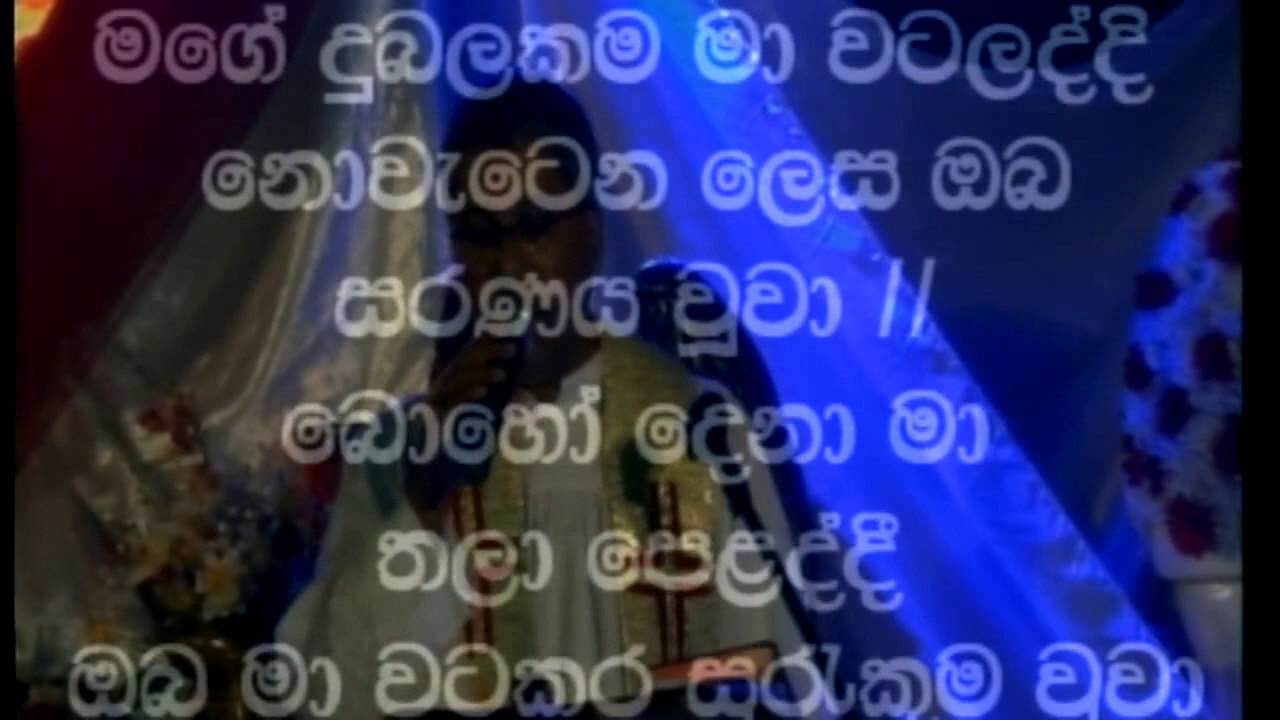 මගේ දුබලකම මා වටලද්දි
නොවැටෙන ලෙස ඔබ
සරණය වූවා //
බොහෝ දෙනා මා
තලා පෙළද්දී
ඔබ මා වටකර සුරැකුම වූවා